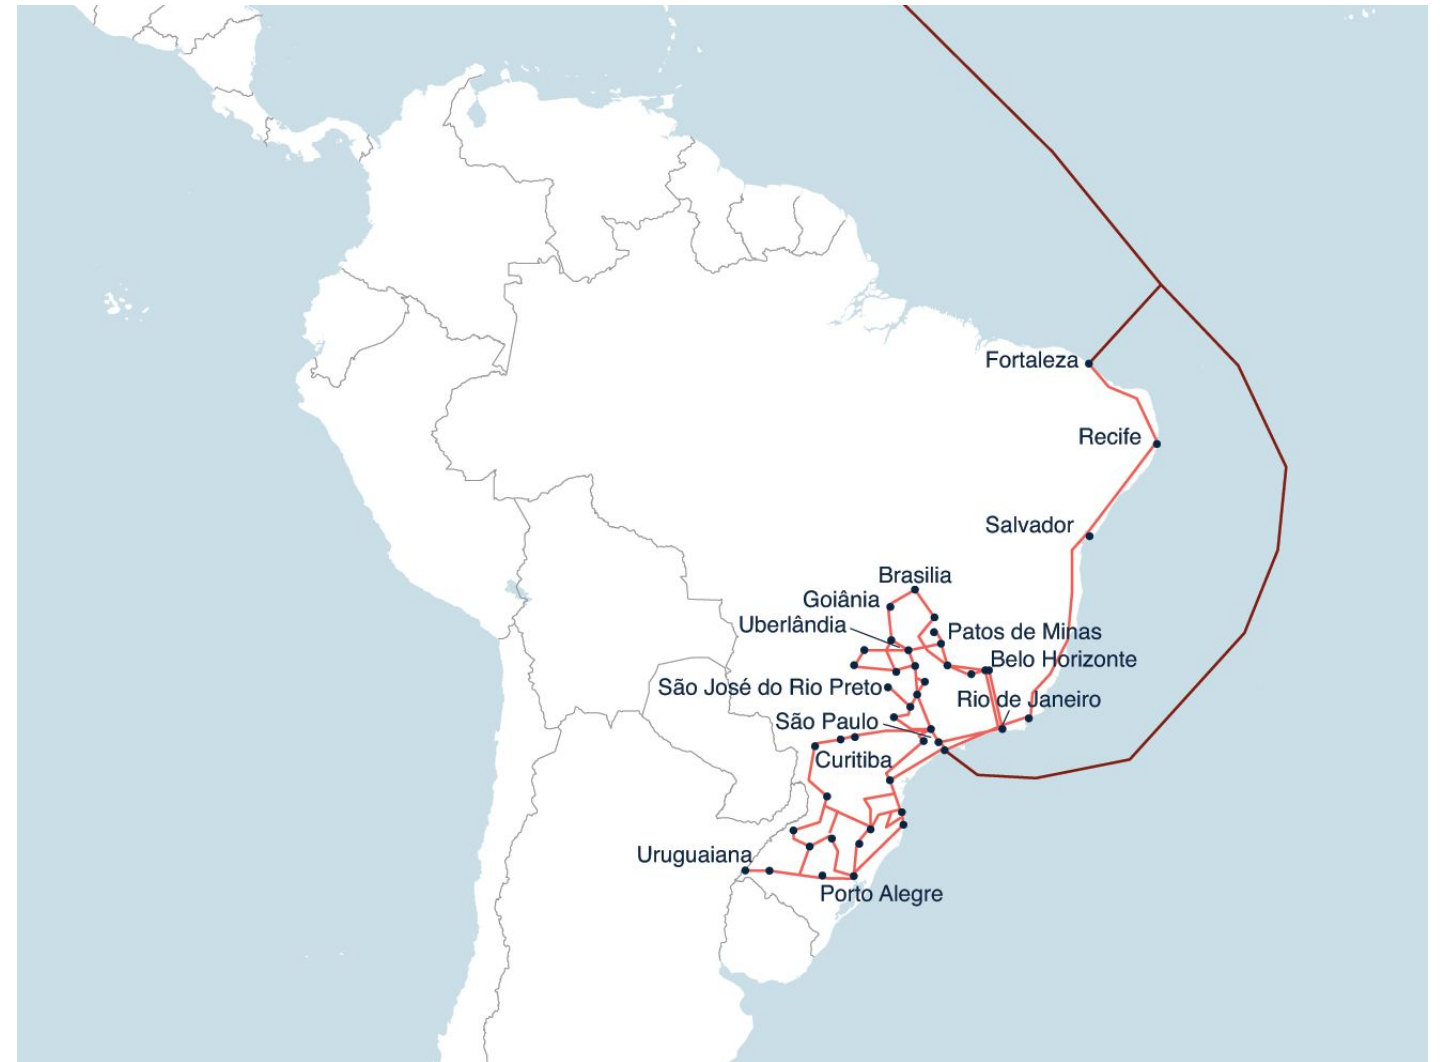 Fortaleza
Recife
Salvador
Brasilia
Goiânia
Uberlândia
Patos de Minas
Belo Horizonte
São José do Rio Preto
Rio de Janeiro
São Paulo
Curitiba
Uruguaiana
Porto Alegre